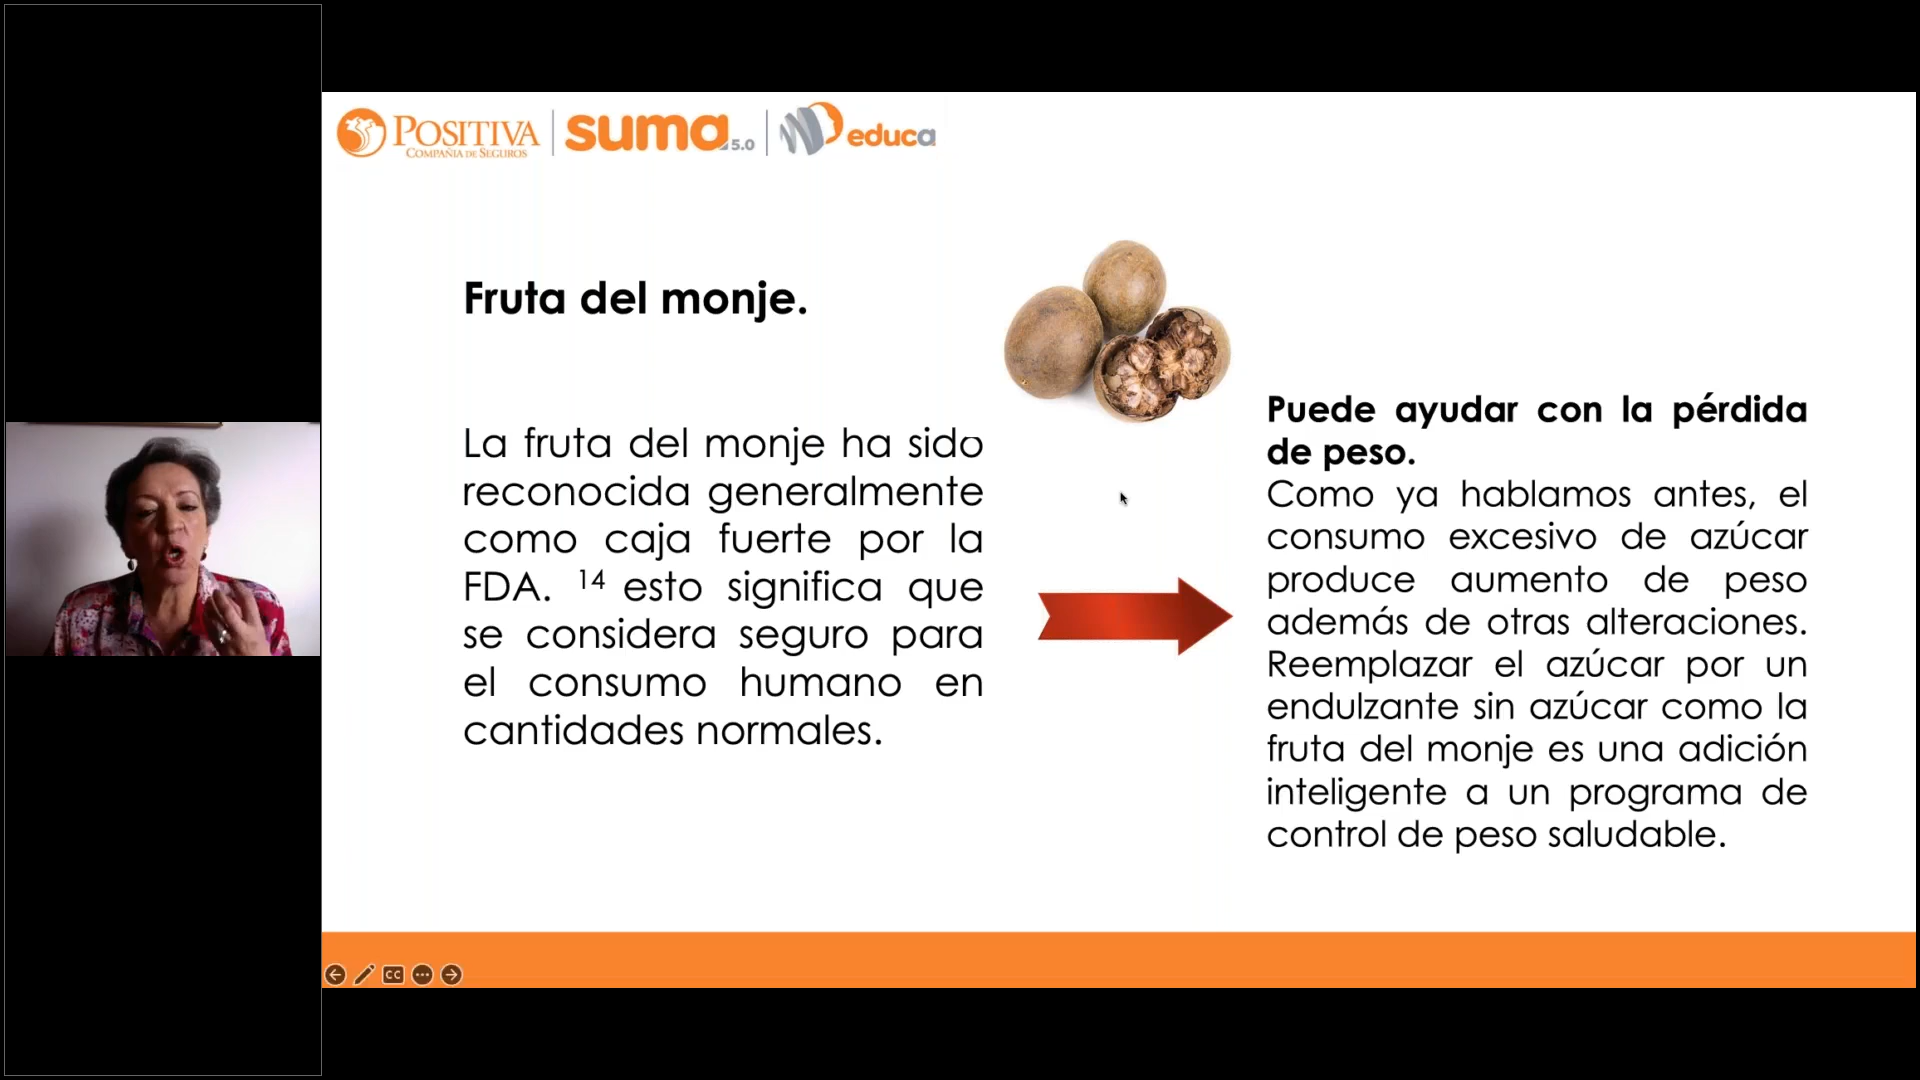 POSITIVA
COMPAÑIA DE SEGUROS
suma 5.0
educa
Fruta del monje.
La fruta del monje ha sido
reconocida generalmente
como caja fuerte por la
FDA. 14 esto significa que
se considera seguro para
el consumo humano en
cantidades normales.
Puede ayudar con la pérdida
de peso.
Como ya hablamos antes, el
consumo excesivo de azúcar
produce aumento de peso
además de otras alteraciones.
Reemplazar el azúcar por un
endulzante sin azúcar como la
fruta del monje es una adición
inteligente a un programa de
control de peso saludable.
CC